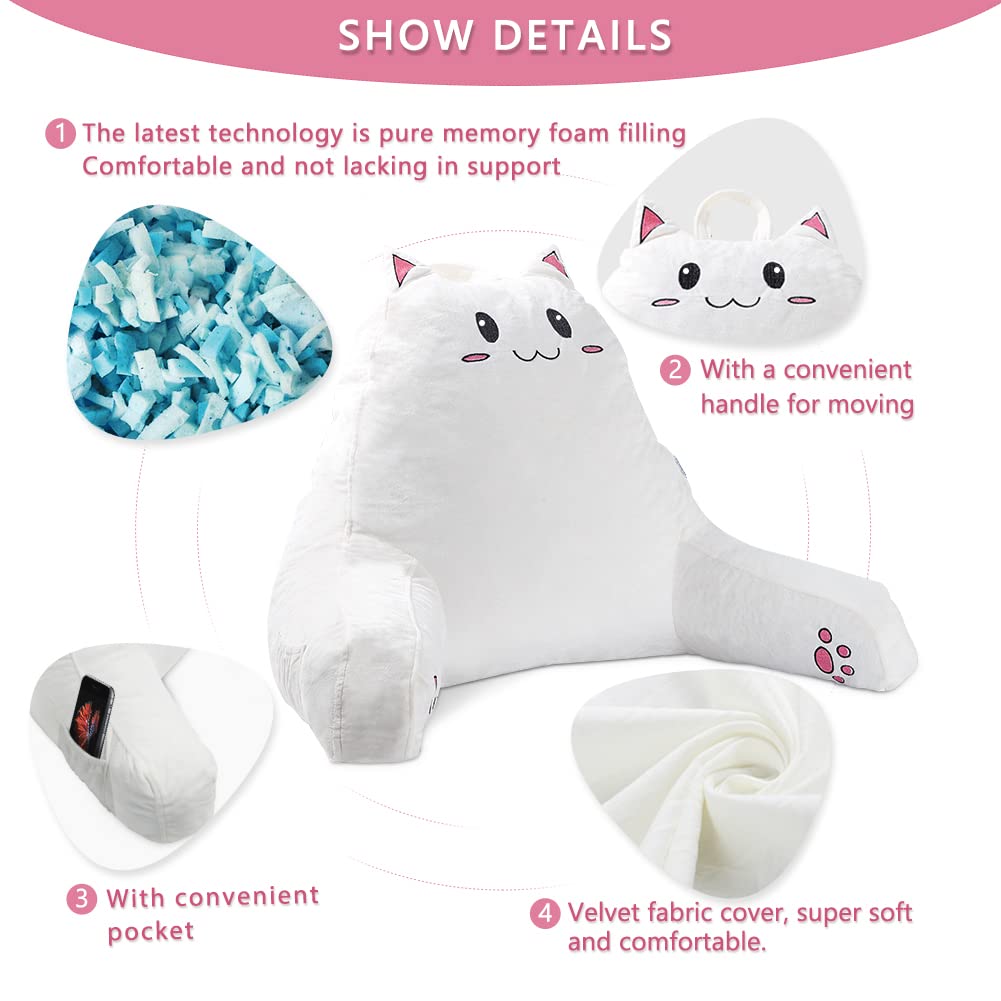 SHOW DETAILS
1 The latest technology is pure memory foam filling
Comfortable and not lacking in support
2 With a convenient
handle for moving
3 With convenient
pocket
4 Velvet fabric cover, super soft
and comfortable.